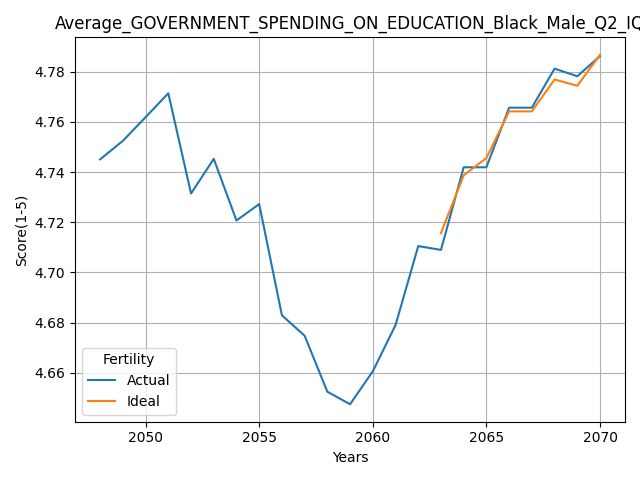 Average_GOVERNMENT_SPENDING_ON_EDUCATION_Black_Male_Q2_IQ
Score(1-5)
4.78
4.76
4.74
4.72
4.70
4.68
4.66
Fertility
Actual
Ideal
2050 2055 2060 2065 2070
Years